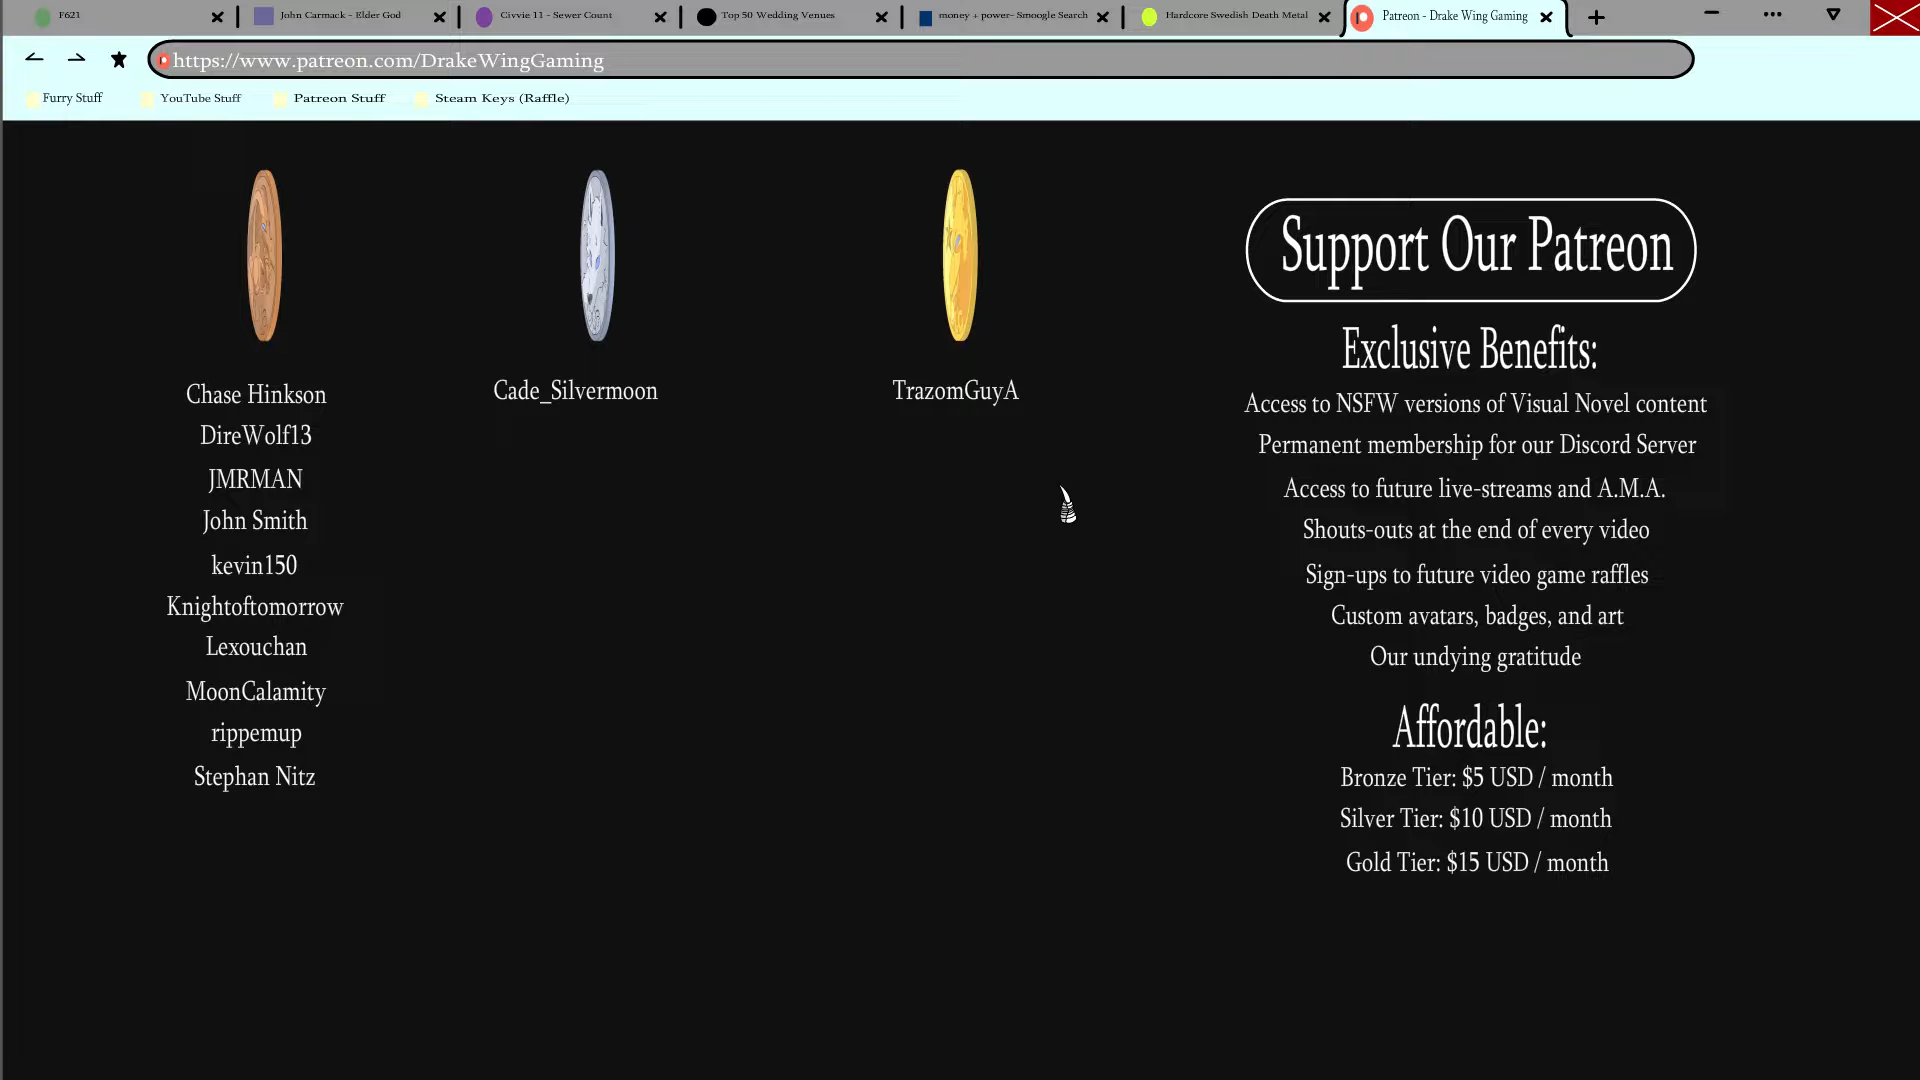 F621
John Carmack - Elder God
Civvie 11 - Sewer Count
Top 50 Wedding Venues
money + power- Smoogle Search
Hardcore Swedish Death Metal
Patreon - Drake Wing Gaming
https://www.patreon.com/DrakeWingGaming
Furry Stuff
YouTube Stuff
Patreon Stuff
Steam Keys (Raffle)
Chase Hinkson
DireWolf13
JMRMAN
John Smith
kevin150
Knightoftomorrow
Lexouchan
MoonCalamity
rippemup
Stephan Nitz
Cade_Silvermoon
TrazomGuyA
Support Our Patreon
Exclusive Benefits:
Access to NSFW versions of Visual Novel content
Permanent membership for our Discord Server
Access to future live-streams and A.M.A.
Shouts-outs at the end of every video
Sign-ups to future video game raffles
Custom avatars, badges, and art
Our undying gratitude
Affordable:
Bronze Tier: $5 USD / month
Silver Tier: $10 USD / month
Gold Tier: $15 USD / month